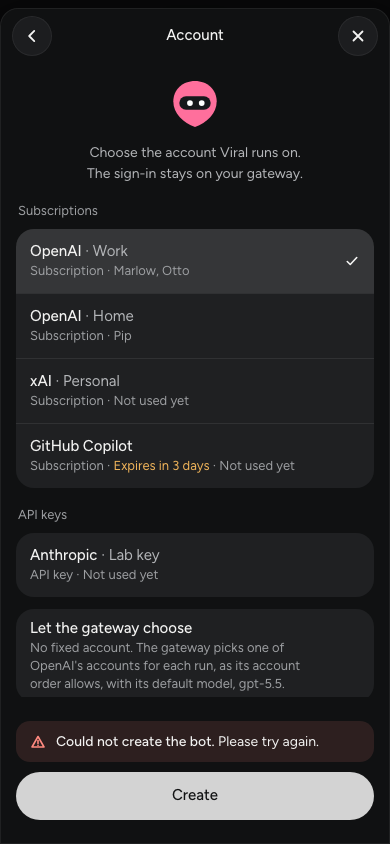 Account
Choose the account Viral runs on.
The sign-in stays on your gateway.
Subscriptions
OpenAI · Work
Subscription · Marlow, Otto
OpenAI · Home
Subscription · Pip
xAI · Personal
Subscription · Not used yet
GitHub Copilot
Subscription · Expires in 3 days · Not used yet
API keys
Anthropic · Lab key
API key · Not used yet
Let the gateway choose
No fixed account. The gateway picks one of
OpenAI's accounts for each run, as its account
order allows, with its default model, gpt-5.5.
Could not create the bot. Please try again.
Create